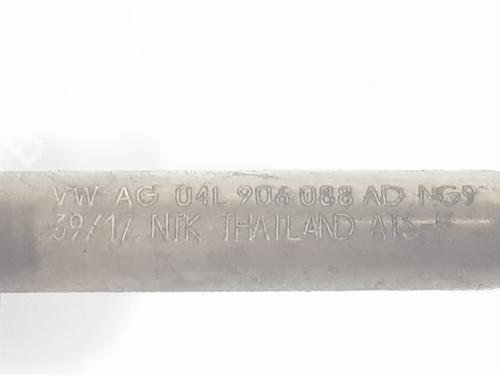 VW AG 04L 906 088 AD NG9
39/17 NTK THAILAND